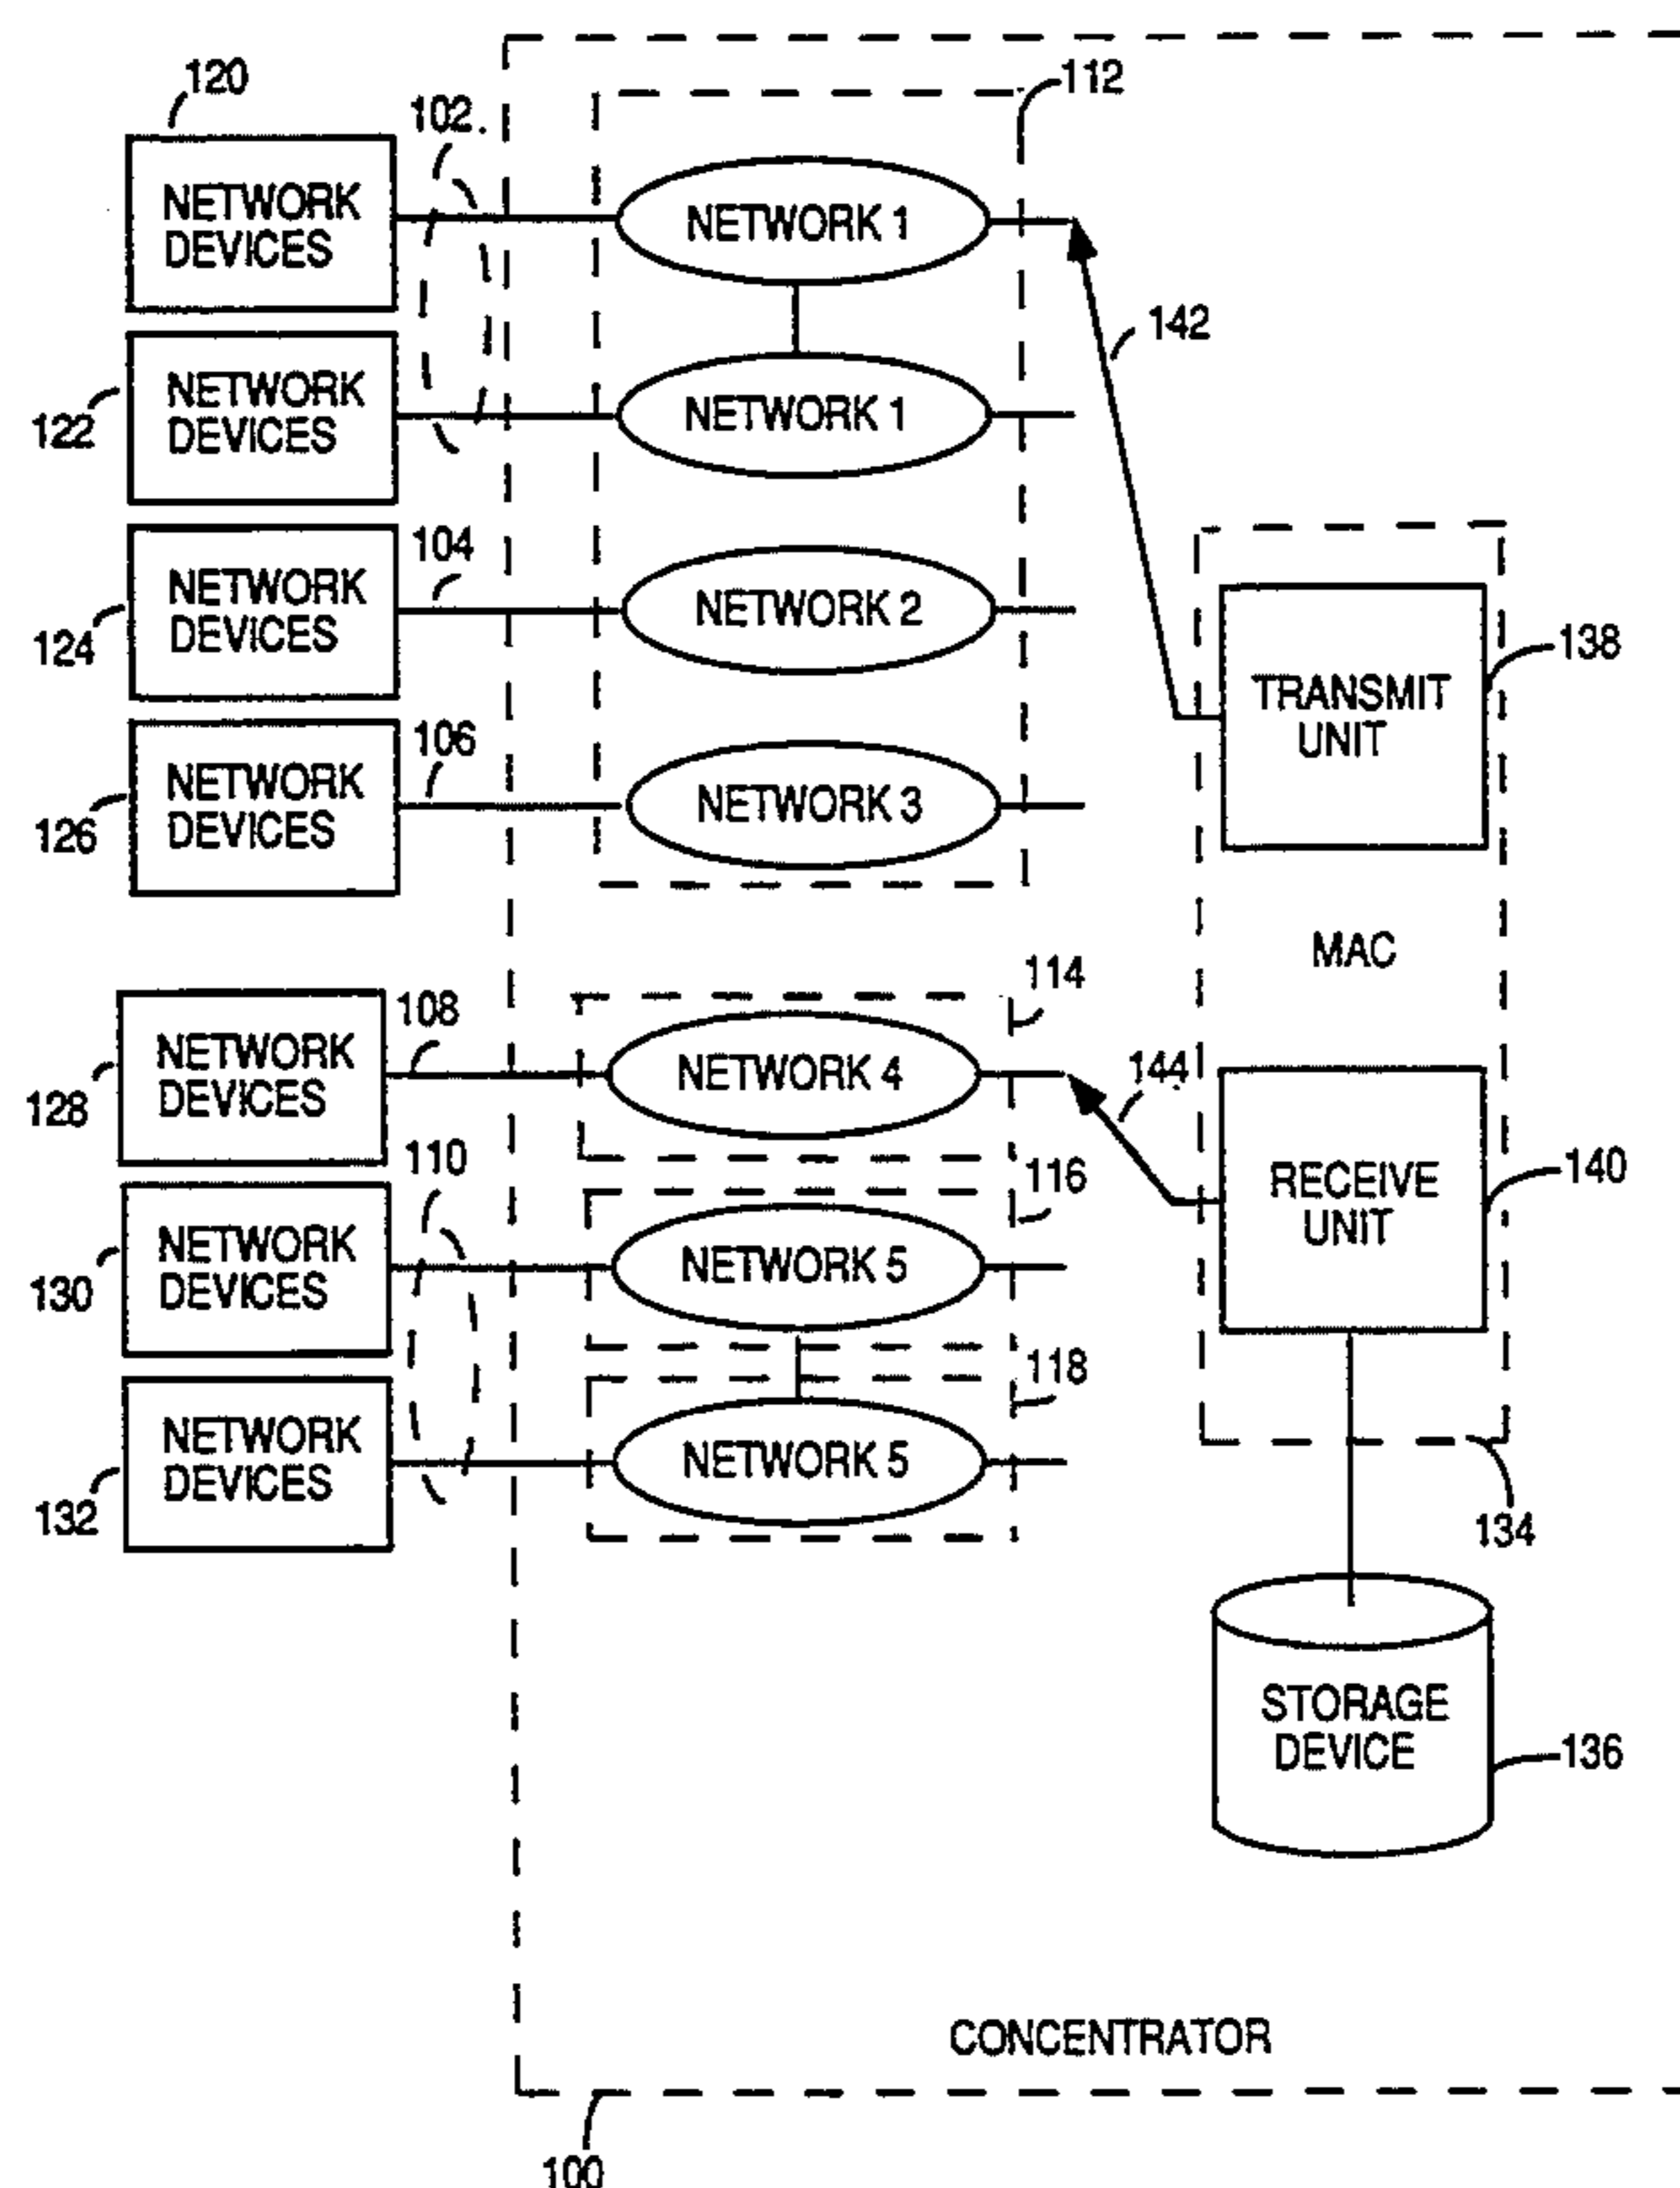 120
102.
112
NETWORK
DEVICES
NETWORK 1
142
122
NETWORK
DEVICES
NETWORK 1
124
NETWORK
DEVICES
104
NETWORK 2
138
TRANSMIT
UNIT
126
NETWORK
DEVICES
106
NETWORK 3
MAC
114
128
NETWORK
DEVICES
108
NETWORK 4
144
110
116
140
RECEIVE
UNIT
130
NETWORK
DEVICES
NETWORK 5
118
132
NETWORK
DEVICES
NETWORK 5
134
STORAGE
DEVICE
136
CONCENTRATOR
100